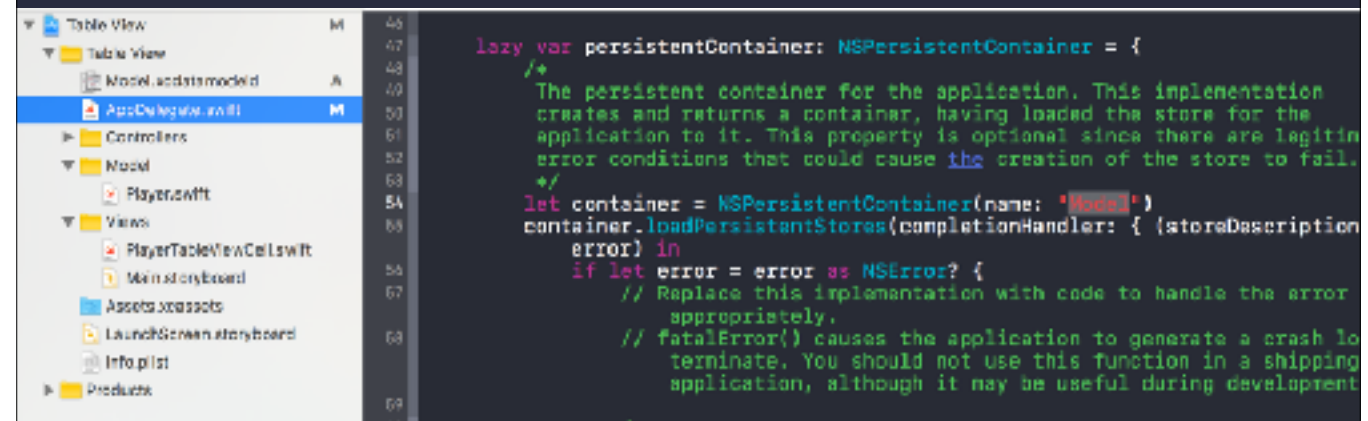 Table View M
Table View
Model.xcdatamodeld A
AppDelegate.swift M
Controllers
Model
Player.swift
Views
PlayerTableViewCell.swift
Main.storyboard
Assets.xcassets
LaunchScreen.storyboard
Info.plist
Products
46
47 lazy var persistentContainer: NSPersistentContainer = {
48 /*
49 The persistent container for the application. This implementation
50 creates and returns a container, having loaded the store for the
51 application to it. This property is optional since there are legitim
52 error conditions that could cause the creation of the store to fail.
53 */
54 let container = NSPersistentContainer(name: "Model")
55 container.loadPersistentStores(completionHandler: { (storeDescription
error) in
56 if let error = error as NSError? {
57 // Replace this implementation with code to handle the error
appropriately.
58 // fatalError() causes the application to generate a crash lo
terminate. You should not use this function in a shipping
application, although it may be useful during development
59